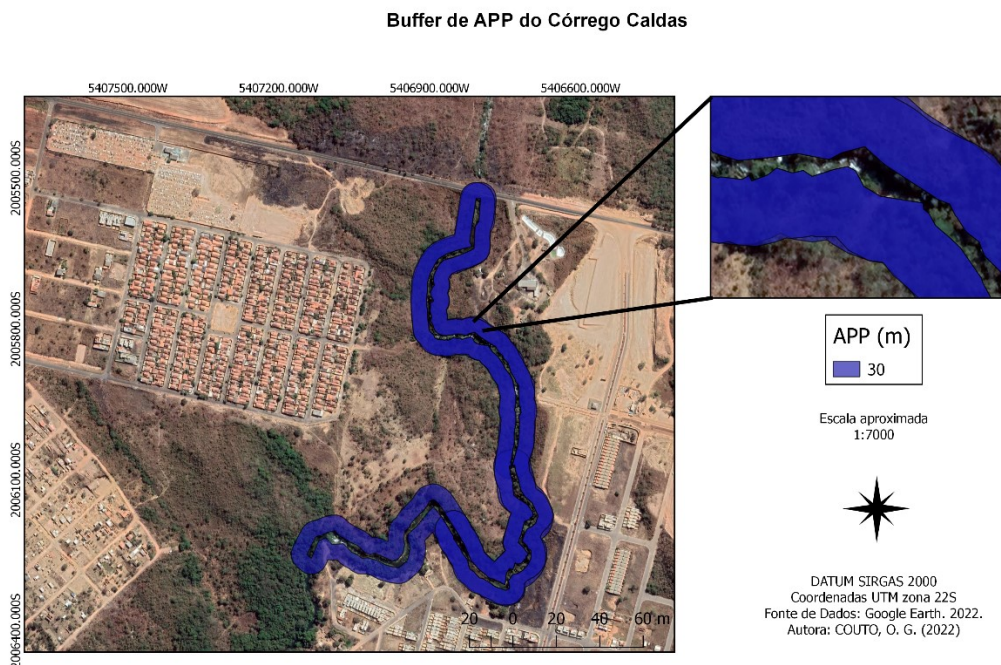 Buffer de APP do Córrego Caldas
5407500.000W 5407200.000W 5406900.000W 5406600.000W
2005500.000S
2005800.000S
2006100.000S
2006400.000S
20 0 20 40 60 m
APP (m)
30
Escala aproximada
1:7000
DATUM SIRGAS 2000
Coordenadas UTM zona 22S
Fonte de Dados: Google Earth. 2022.
Autora: COUTO, O. G. (2022)